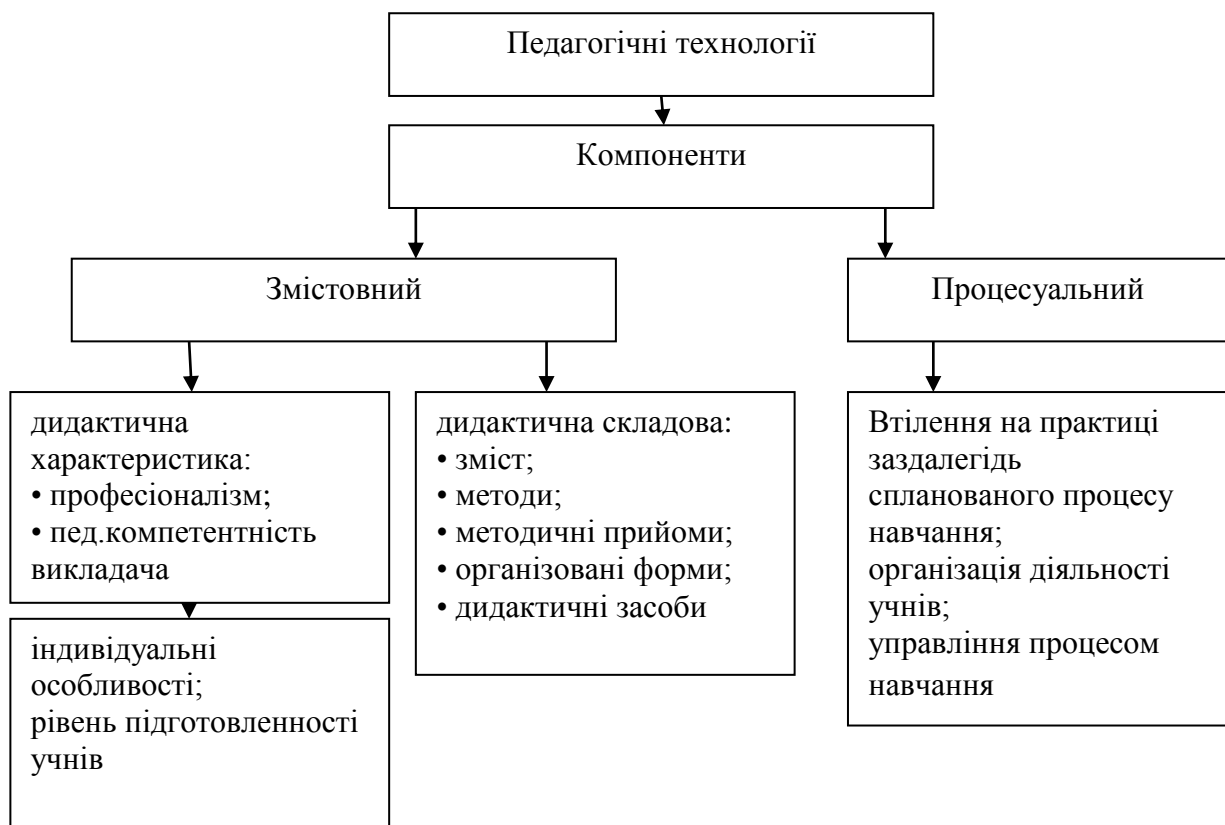 Педагогічні технології
Компоненти
Змістовний
Процесуальний
дидактична
характеристика:
• професіоналізм;
• пед.компетентність
викладача
дидактична складова:
• зміст;
• методи;
• методичні прийоми;
• організовані форми;
• дидактичні засоби
Втілення на практиці
заздалегідь
спланованого процесу
навчання;
організація діяльності
учнів;
управління процесом
навчання
індивідуальні
особливості;
рівень підготовленності
учнів